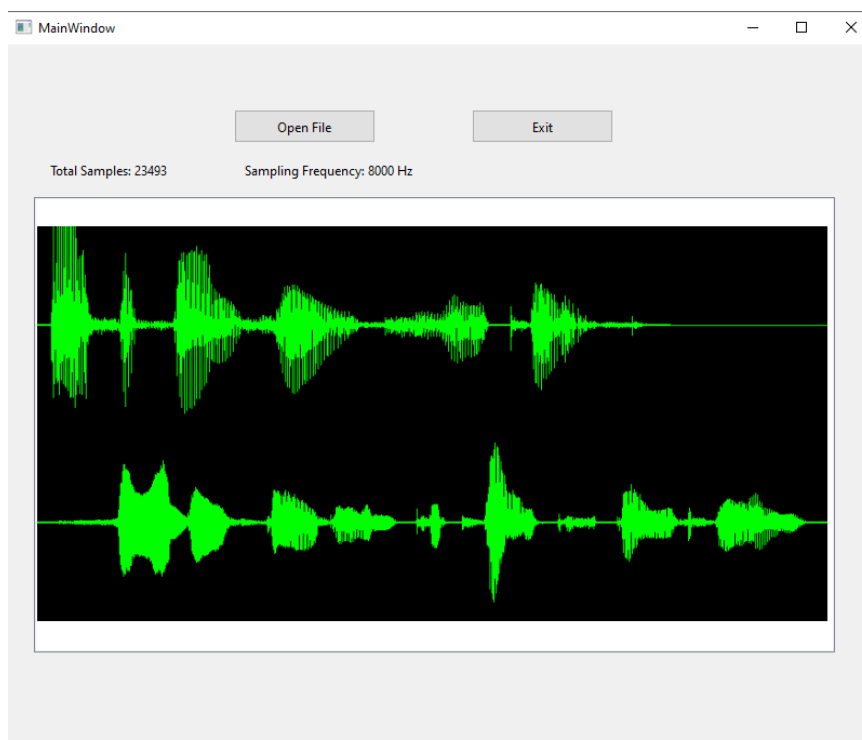 MainWindow
Open File Exit
Total Samples: 23493 Sampling Frequency: 8000 Hz